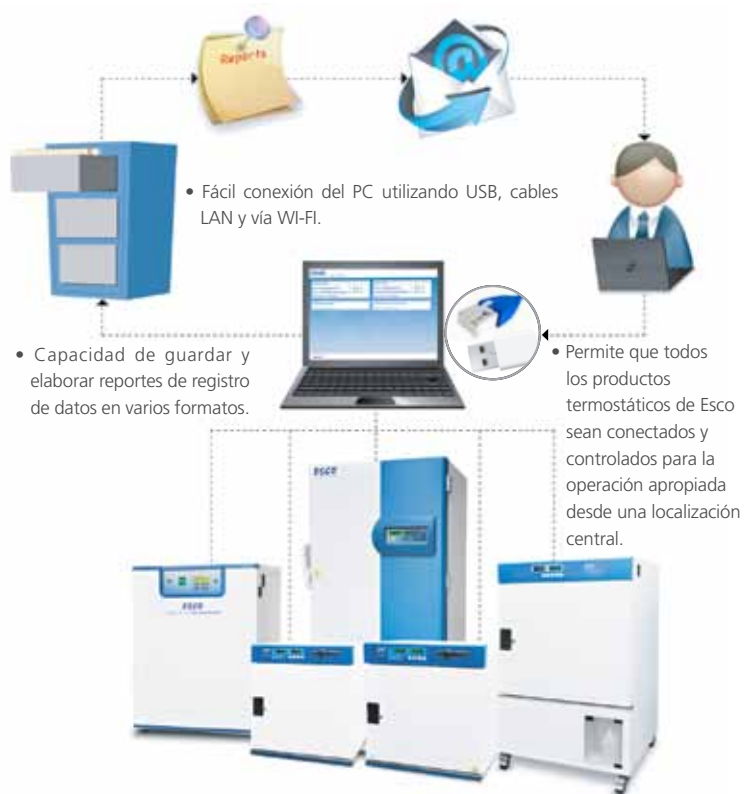 Reports
• Fácil conexión del PC utilizando USB, cables
LAN y vía WI-FI.
• Capacidad de guardar y
elaborar reportes de registro
de datos en varios formatos.
• Permite que todos
los productos
termostáticos de Esco
sean conectados y
controlados para la
operación apropiada
desde una localización
central.
esco
esco